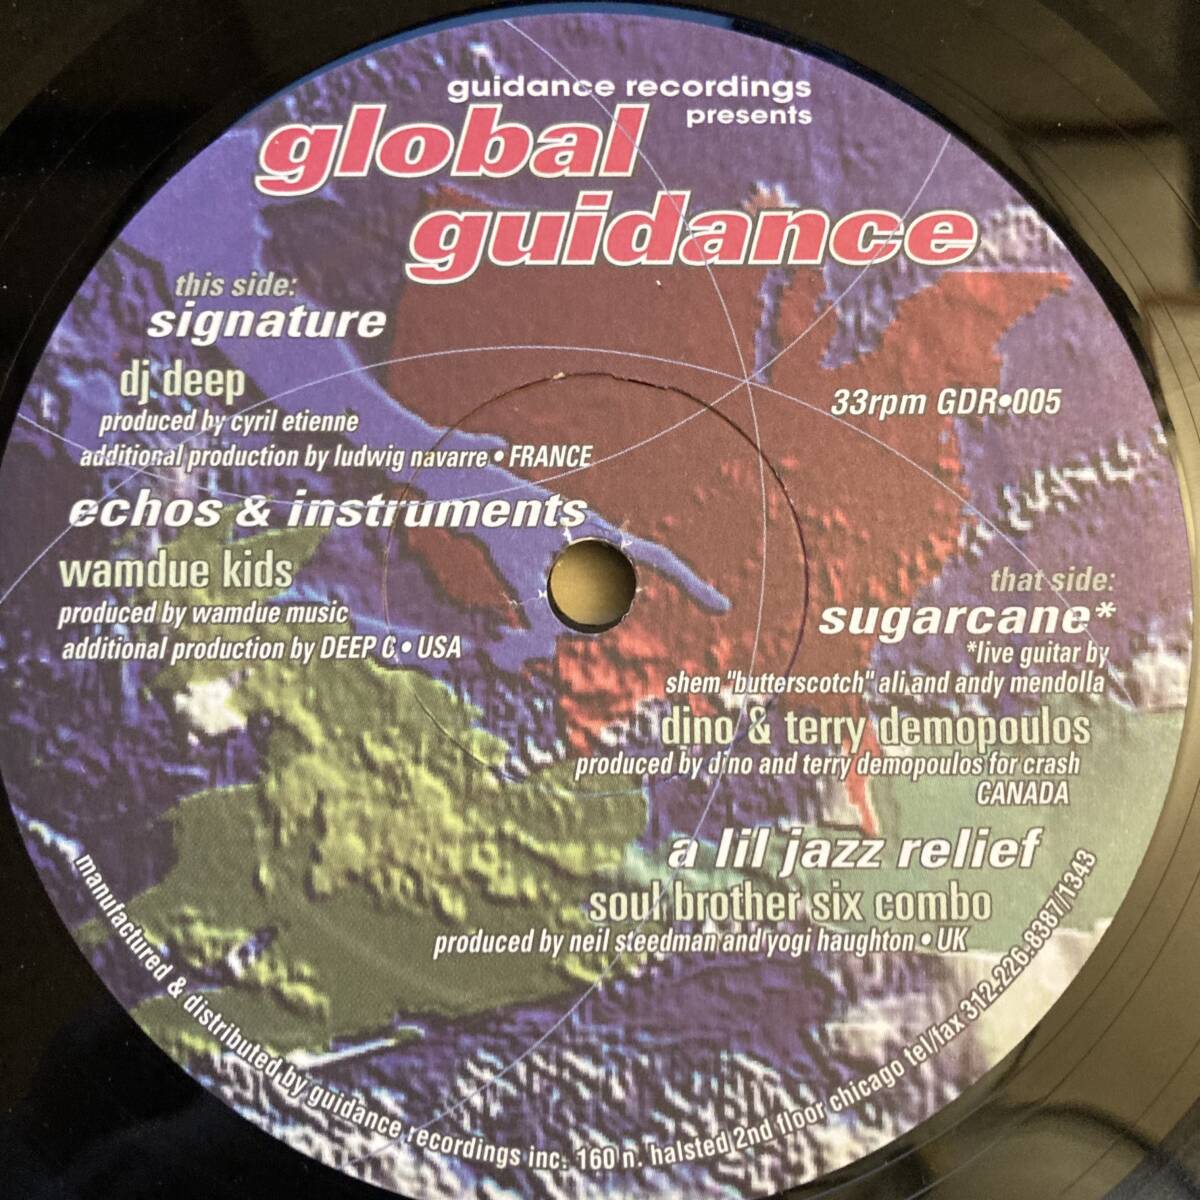 guidance recordings
presents
global
guidance
this side:
signature
dj deep
produced by cyril etienne
additional production by ludwig navarre • FRANCE
echos & instruments
wamdue kids
produced by wamdue music
additional production by DEEP C • USA
33rpm GDR•005
that side:
sugarcane*
*live guitar by
shem "butterscotch" ali and andy mendolla
dino & terry demopoulos
produced by dino and terry demopoulos for crash
CANADA
a lil jazz relief
soul brother six combo
produced by neil steedman and yogi haughton • UK
manufactured & distributed by guidance recordings inc. 160 n. halsted 2nd floor chicago tel/fax 312.226.8387/1343